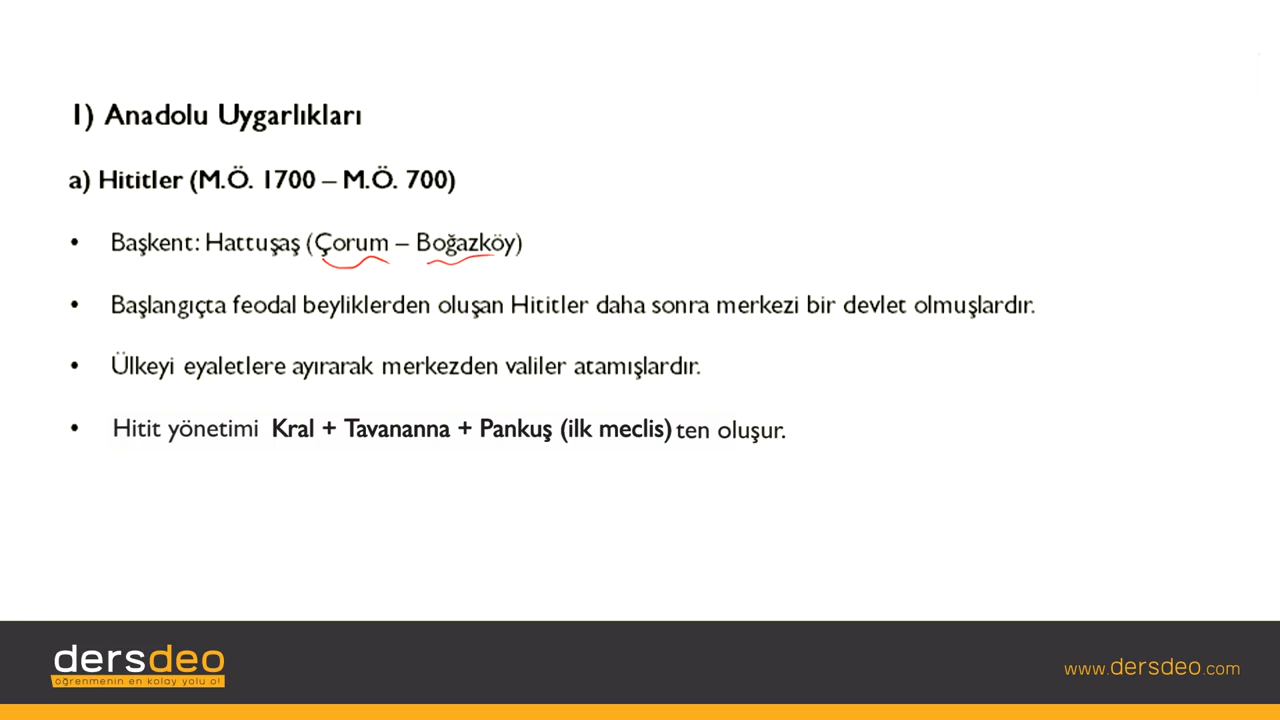 1) Anadolu Uygarlıkları
a) Hititler (M.Ö. 1700 – M.Ö. 700)
• Başkent: Hattuşaş (Çorum – Boğazköy)
• Başlangıçta feodal beyliklerden oluşan Hititler daha sonra merkezi bir devlet olmuşlardır.
• Ülkeyi eyaletlere ayırarak merkezden valiler atamışlardır.
• Hitit yönetimi Kral + Tavananna + Pankuş (ilk meclis) ten oluşur.
dersdeo
öğrenmenin en kolay yolu o!
www.dersdeo.com